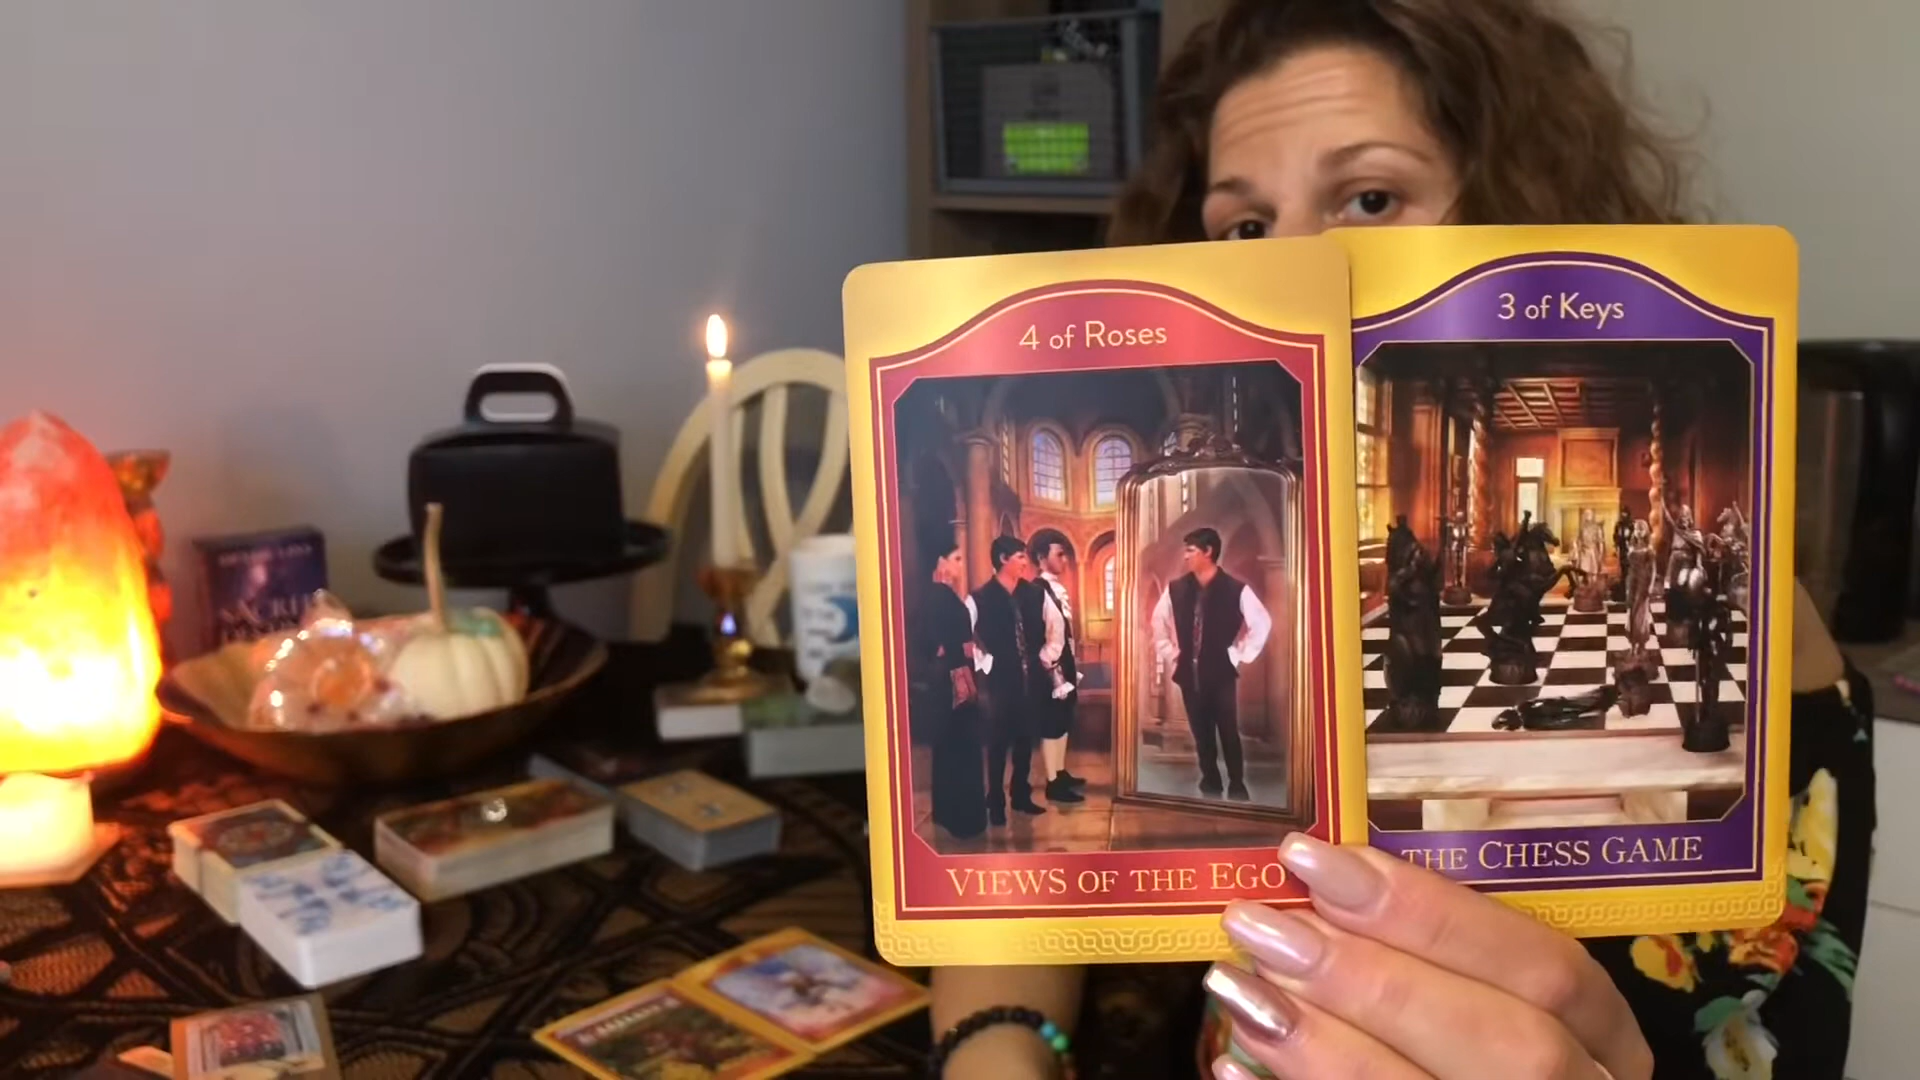 4 of Roses
VIEWS OF THE EGO
3 of Keys
THE CHESS GAME